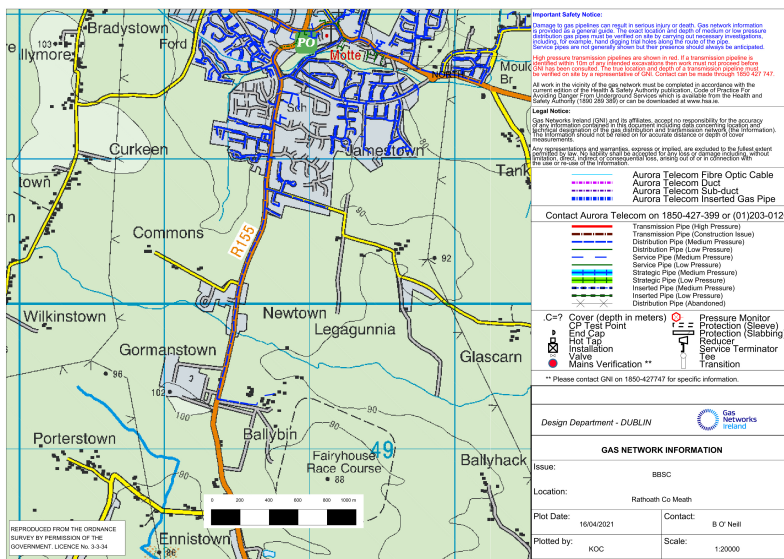 Bradystown
103
llymore
Ford
PO
Motte
NORTH
Mould
Br
Sch
Curkeen
Jamestown
Tank
town
n
90
Commons
R155
92
80
Wilkinstown
Newtown
Legagunnia
Gormanstown
Glascarn
96
102
C
100
90
90
Porterstown
Ballybin
49
Fairyhouse
Race Course
88
Ballyhack
80
0 200 400 600 800 1000 m
Ennistown
86
REPRODUCED FROM THE ORDNANCE
SURVEY BY PERMISSION OF THE
GOVERNMENT. LICENCE No. 3-3-34
Important Safety Notice:
Damage to gas pipelines can result in serious injury or death. Gas network information
is provided as a general guide. The exact location and depth of medium or low pressure
distribution gas pipes must be verified on site by carrying out necessary investigations,
including, for example, hand digging trial holes along the route of the pipe.
Service pipes are not generally shown but their presence should always be anticipated.
High pressure transmission pipelines are shown in red. If a transmission pipeline is
identified within 10m of any intended excavations then work must not proceed before
GNI has been consulted. The true location and depth of a transmission pipeline must
be verified on site by a representative of GNI. Contact can be made through 1850 427 747.
All work in the vicinity of the gas network must be completed in accordance with the
current edition of the Health & Safety Authority publication, Code of Practice For
Avoiding Danger From Underground Services which is available from the Health and
Safety Authority (1890 289 389) or can be downloaded at www.hsa.ie.
Legal Notice:
Gas Networks Ireland (GNI) and its affiliates, accept no responsibility for the accuracy
of any information contained in this document including data concerning location and
technical designation of the gas distribution and transmission network (the Information).
The Information should not be relied on for accurate distance or depth of cover
measurements.
Any representations and warranties, express or implied, are excluded to the fullest extent
permitted by law. No liability shall be accepted for any loss or damage including, without
limitation, direct, indirect or consequential loss, arising out of or in connection with
the use or re-use of the Information.
Aurora Telecom Fibre Optic Cable
Aurora Telecom Duct
Aurora Telecom Sub-duct
Aurora Telecom Inserted Gas Pipe
Contact Aurora Telecom on 1850-427-399 or (01)203-012
Transmission Pipe (High Pressure)
Transmission Pipe (Construction Issue)
Distribution Pipe (Medium Pressure)
Distribution Pipe (Low Pressure)
Service Pipe (Medium Pressure)
Service Pipe (Low Pressure)
Strategic Pipe (Medium Pressure)
Strategic Pipe (Low Pressure)
Inserted Pipe (Medium Pressure)
Inserted Pipe (Low Pressure)
Distribution Pipe (Abandoned)
.C=? Cover (depth in meters)
CP Test Point
End Cap
Hot Tap
Installation
Valve
Mains Verification **
Pressure Monitor
Protection (Sleeve)
Protection (Slabbing
Reducer
Service Terminator
Tee
Transition
** Please contact GNI on 1850-427747 for specific information.
Design Department - DUBLIN
Gas
Networks
Ireland
GAS NETWORK INFORMATION
Issue:
BBSC
Location:
Rathoath Co Meath
Plot Date:
16/04/2021
Contact:
B O' Neill
Plotted by:
KOC
Scale:
1:20000